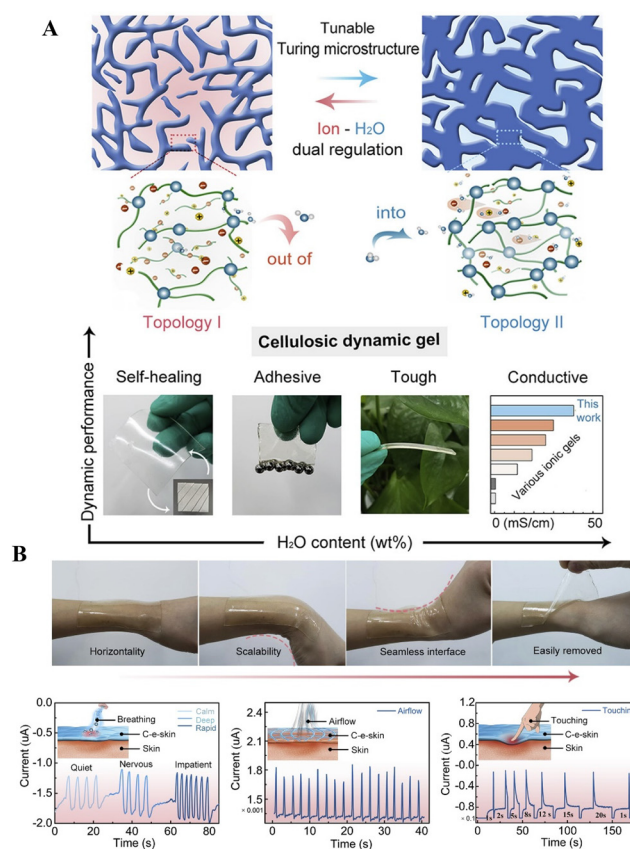 A
Tunable
Turing microstructure
Ion - H₂O
dual regulation
out of
into
Topology I
Topology II
Cellulosic dynamic gel
Dynamic performance
Self-healing
Adhesive
Tough
Conductive
This
work
Various ionic gels
0 (mS/cm) 50
H₂O content (wt%)
B
Horizontality
Scalability
Seamless interface
Easily removed
Current (uA)
0.0
-0.5
-1.0
-1.5
-2.0
Calm
Deep
Rapid
Breathing
C-e-skin
Skin
Quiet
Nervous
Impatient
0 20 40 60 80
Time (s)
Current (uA)
2.4
2.1
1.8
1.5
1.2
× 0.001
Airflow
Airflow
C-e-skin
Skin
0 10 20 30 40
Time (s)
Current (uA)
1.2
0.8
0.4
0.0
-0.4
-0.8
Touching
Touching
C-e-skin
Skin
1s 2s 5s 8s 12 s 15s 20s 1s
0 50 100 150
Time (s)